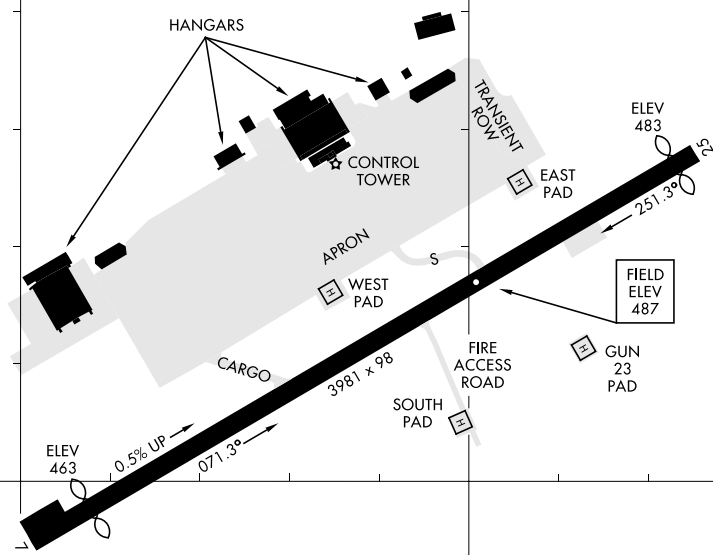 HANGARS
TRANSIENT
ROW
ELEV
483
25
CONTROL
TOWER
H
EAST
PAD
251.3°
APRON
S
H
WEST
PAD
FIELD
ELEV
487
CARGO
3981 × 98
FIRE
ACCESS
ROAD
H
GUN
23
PAD
SOUTH
PAD
H
ELEV
463
0.5% UP
071.3°
7